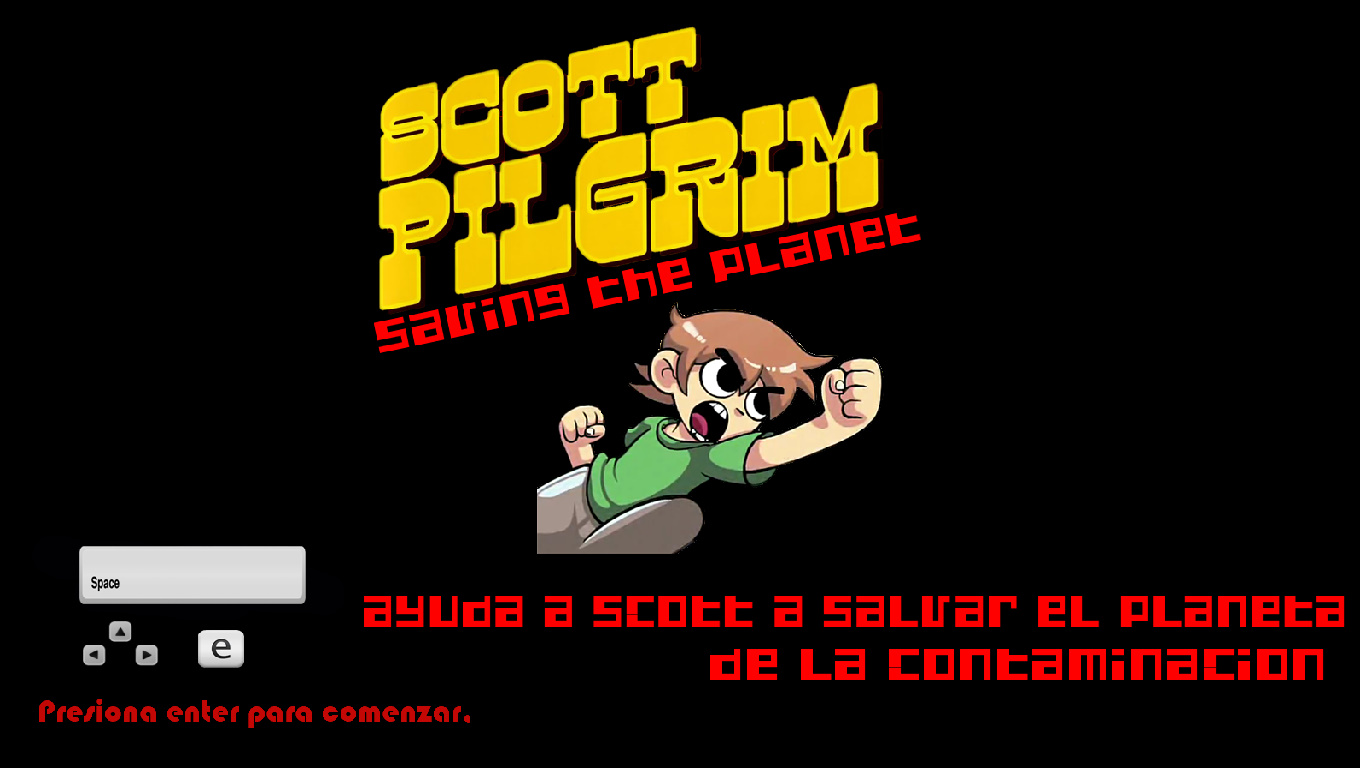 SCOTT
PILGRIM
saving the planet
Space
e
ayuda a scott a salvar el planeta
de la contaminacion
Presiona enter para comenzar.